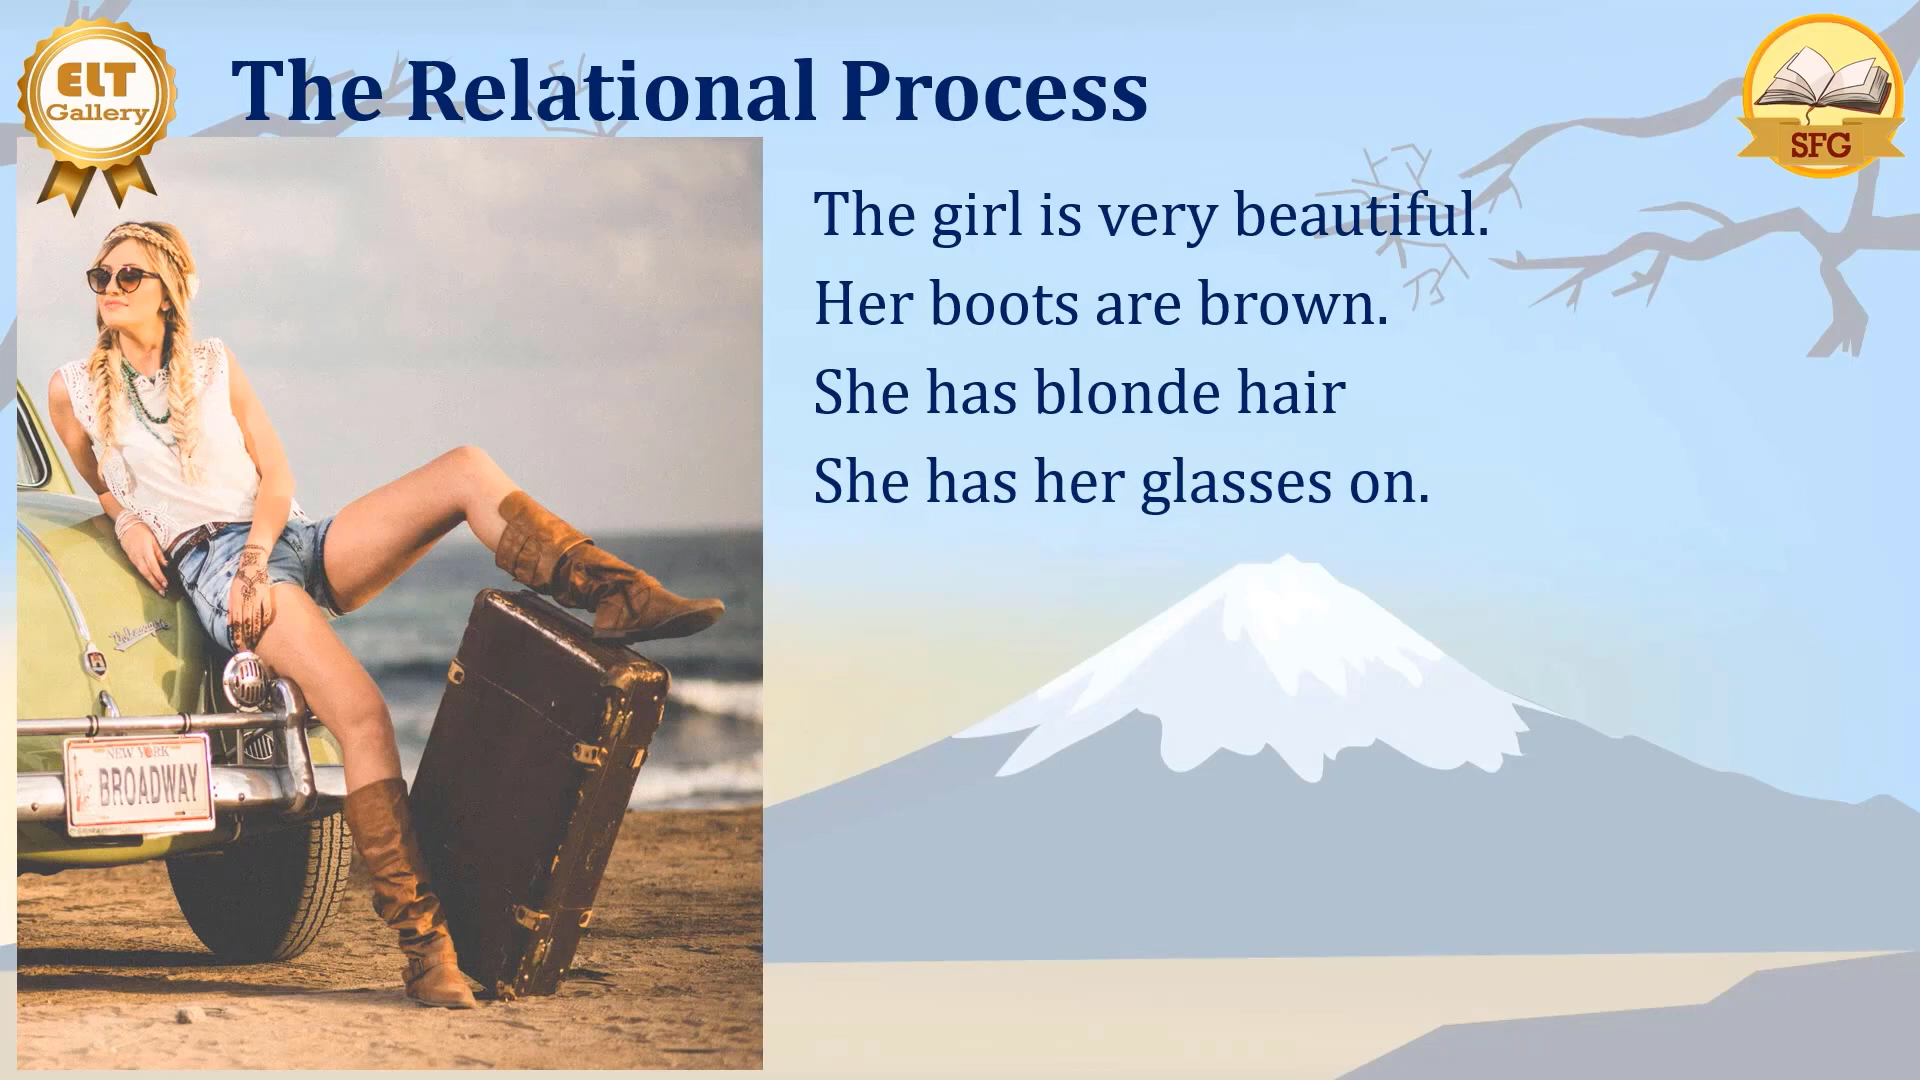 ELT
Gallery
The Relational Process
SFG
The girl is very beautiful.
Her boots are brown.
She has blonde hair
She has her glasses on.
Volkswagen
NEW YORK
BROADWAY